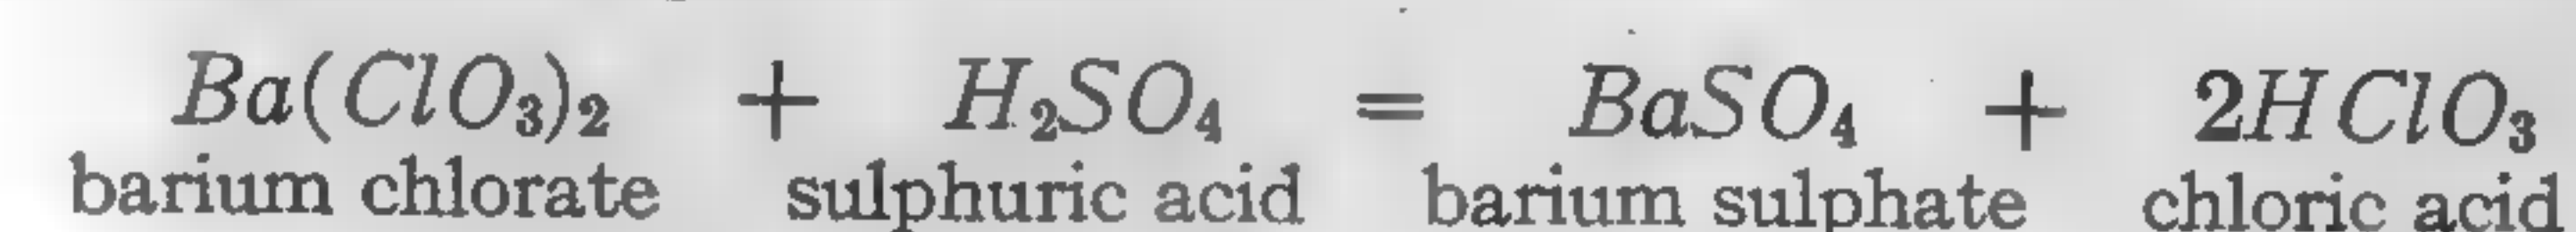 Ba(ClO₃)₂ + H₂SO₄ = BaSO₄ + 2HClO₃
barium chlorate sulphuric acid barium sulphate chloric acid